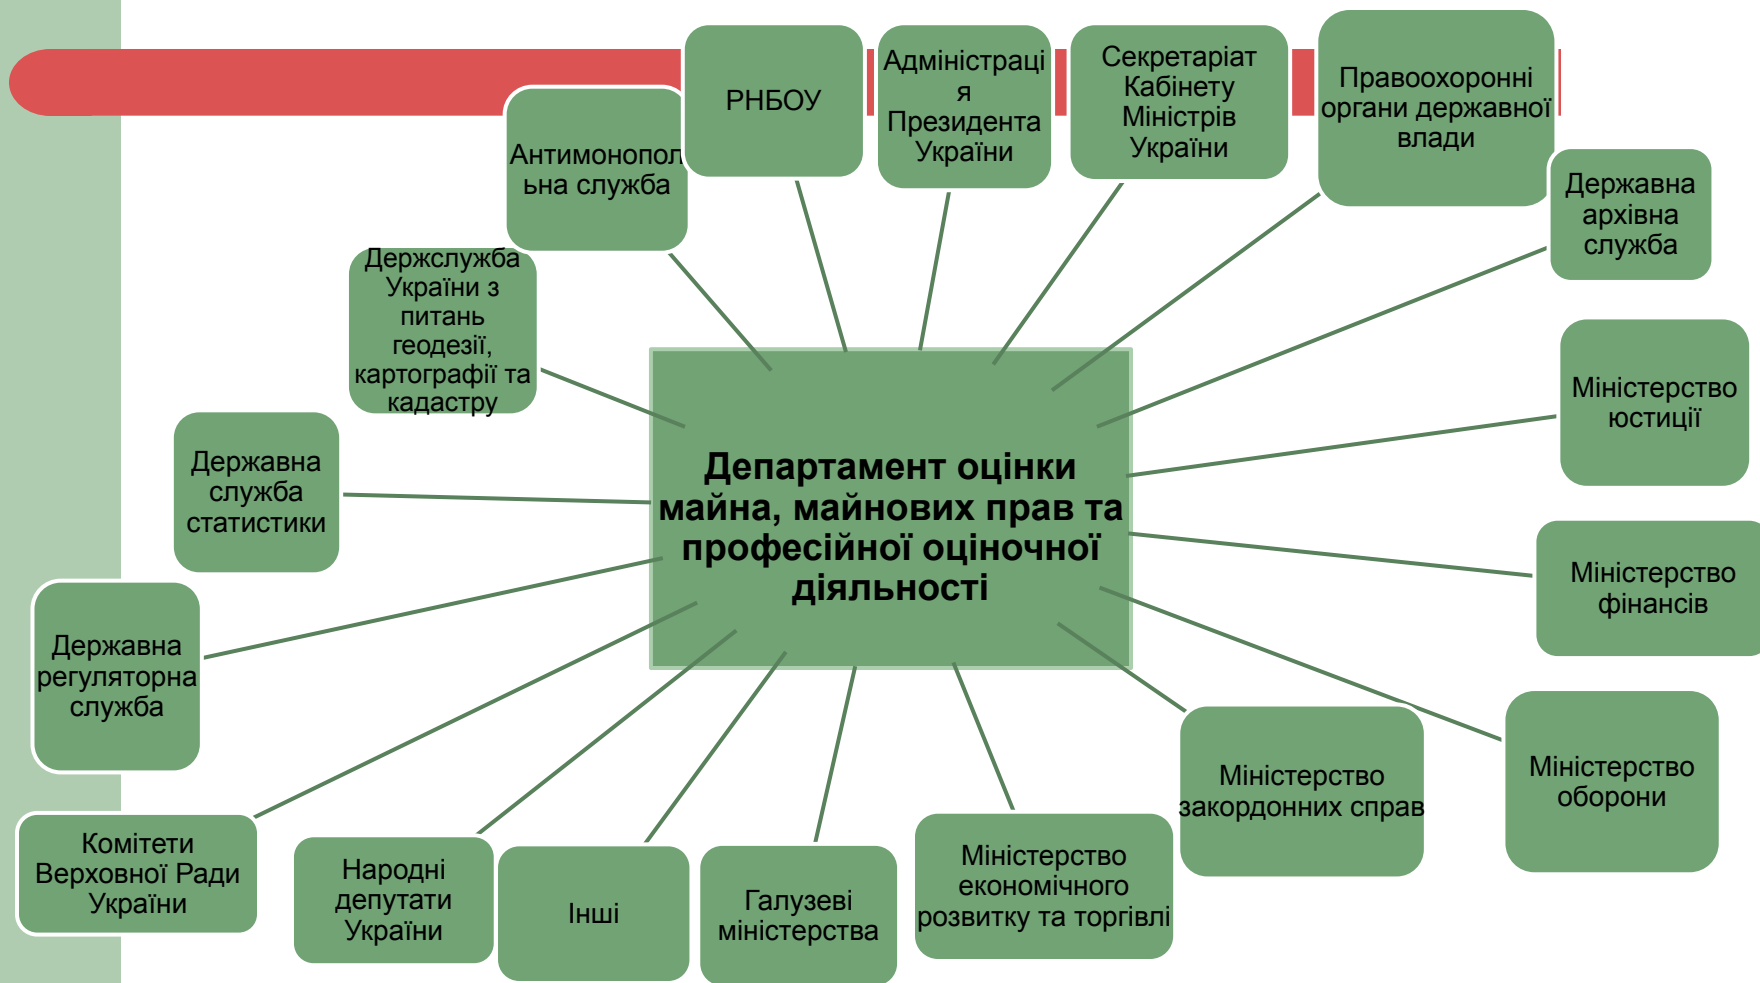 РНБОУ
Адміністраці
я
Президента
України
Секретаріат
Кабінету
Міністрів
України
Правоохоронні
органи державної
влади
Антимонопол
ьна служба
Державна
архівна
служба
Держслужба
України з
питань
геодезії,
картографії та
кадастру
Міністерство
юстиції
Державна
служба
статистики
Департамент оцінки
майна, майнових прав та
професійної оціночної
діяльності
Міністерство
фінансів
Державна
регуляторна
служба
Міністерство
оборони
Міністерство
закордонних справ
Комітети
Верховної Ради
України
Народні
депутати
України
Інші
Галузеві
міністерства
Міністерство
економічного
розвитку та торгівлі